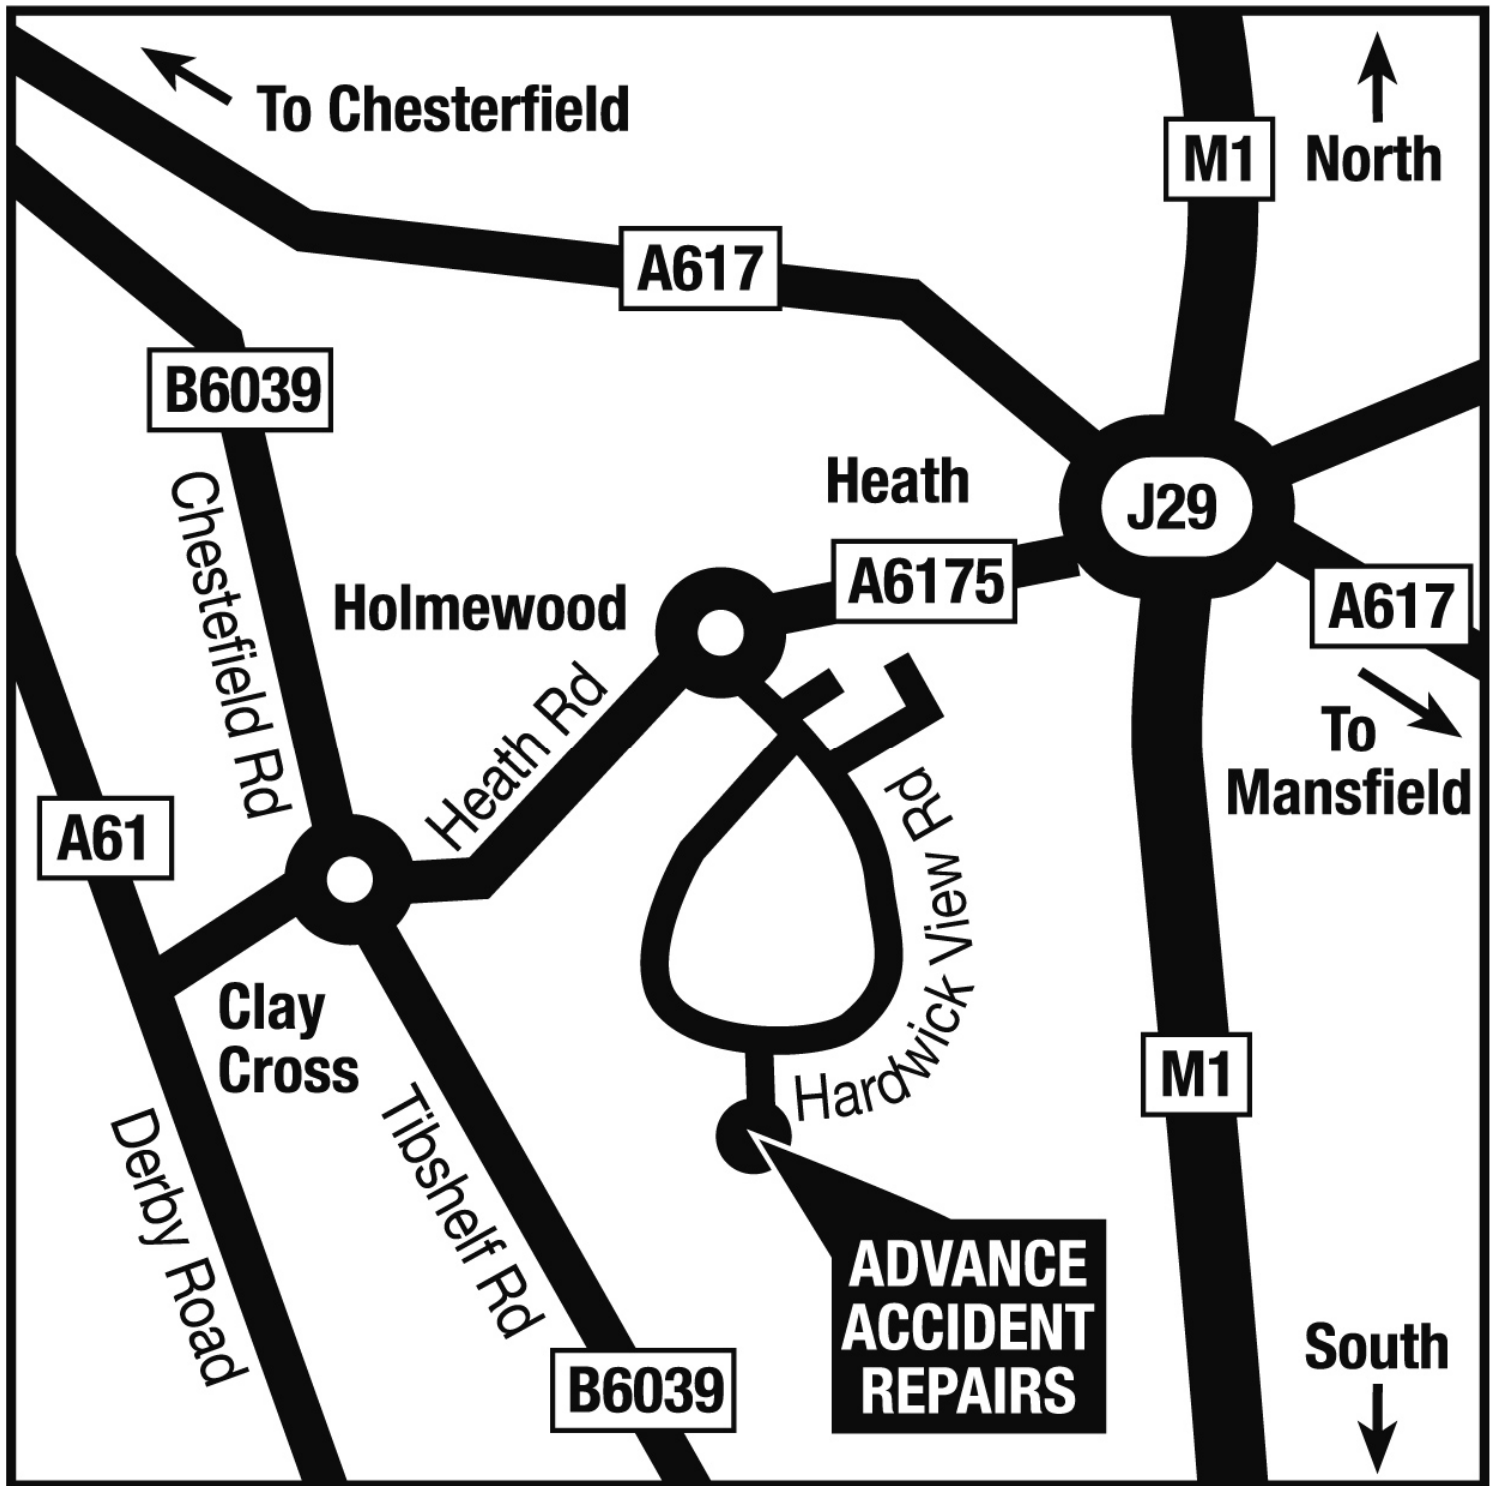 To Chesterfield
M1
North
A617
B6039
Chestefield Rd
Heath
J29
A6175
Holmewood
A617
To
Mansfield
Heath Rd
A61
Hardwick View Rd
Clay
Cross
M1
Tibshelf Rd
Derby Road
ADVANCE
ACCIDENT
REPAIRS
South
B6039